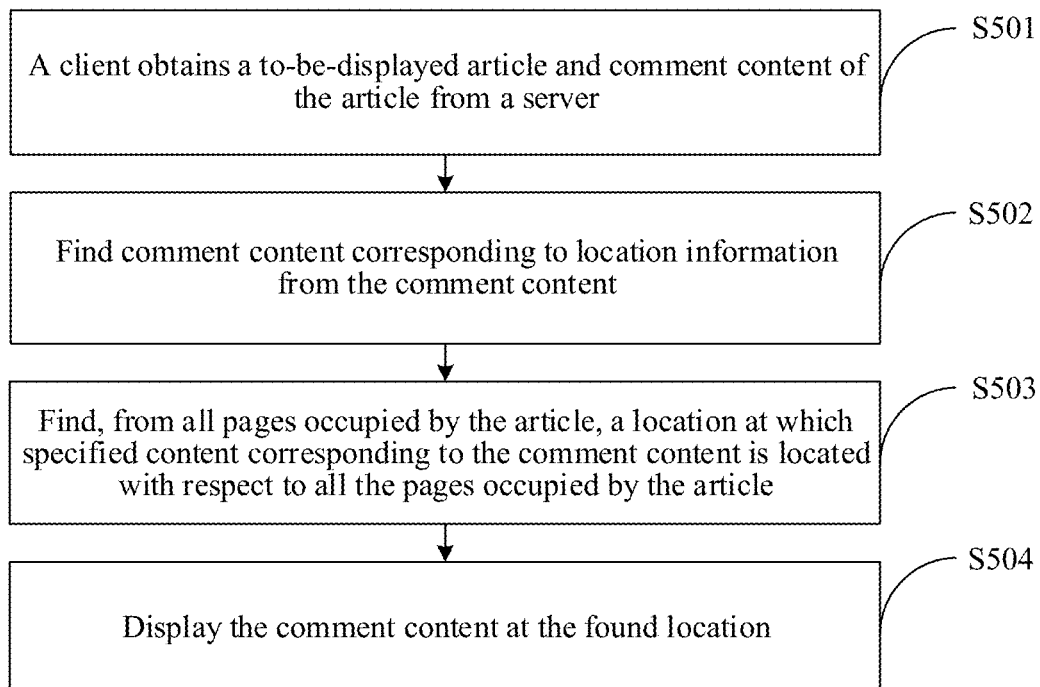 S501
A client obtains a to-be-displayed article and comment content of
the article from a server
S502
Find comment content corresponding to location information
from the comment content
S503
Find, from all pages occupied by the article, a location at which
specified content corresponding to the comment content is located
with respect to all the pages occupied by the article
S504
Display the comment content at the found location